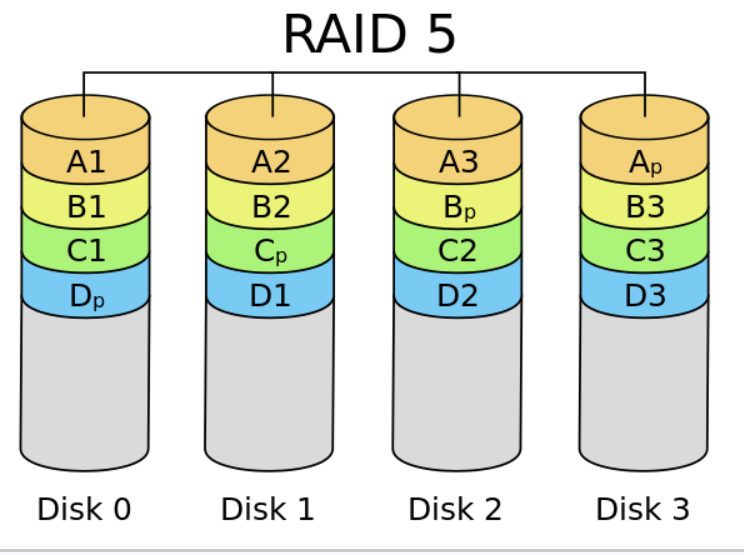 RAID 5
A1 A2 A3 Ap
B1 B2 Bp B3
C1 Cp C2 C3
Dp D1 D2 D3
Disk 0 Disk 1 Disk 2 Disk 3